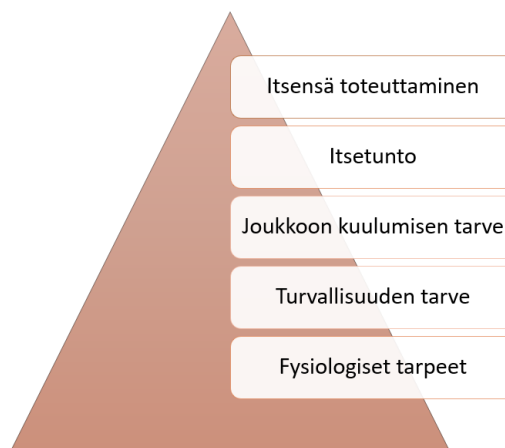 Itsensä toteuttaminen
Itsetunto
Joukkoon kuulumisen tarve
Turvallisuuden tarve
Fysiologiset tarpeet